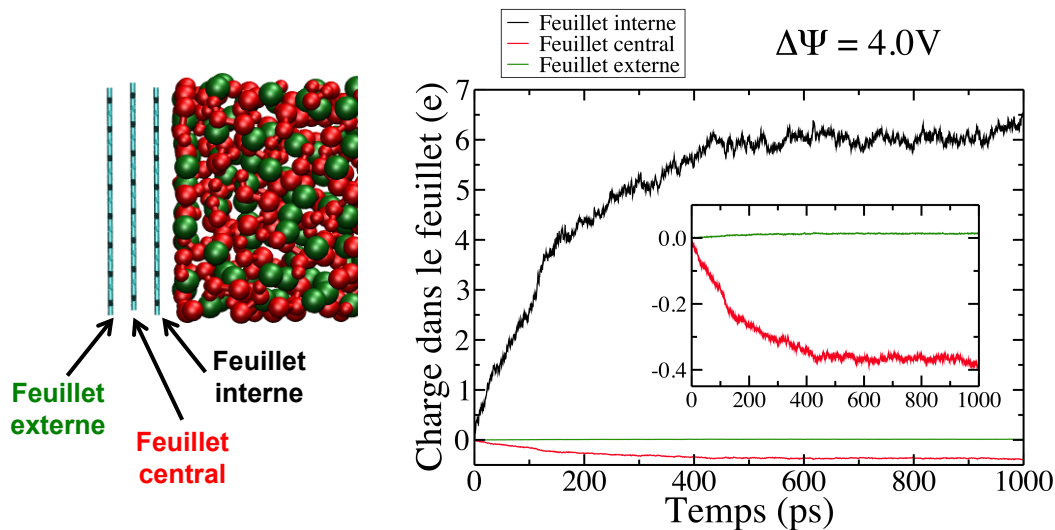 Feuillet interne
Feuillet central
Feuillet externe
ΔΨ = 4.0V
Feuillet
externe
Feuillet
central
Feuillet
interne
Charge dans le feuillet (e)
7
6
5
4
3
2
1
0
0 200 400 600 800 1000
Temps (ps)
0.0
-0.2
-0.4
0 200 400 600 800 1000